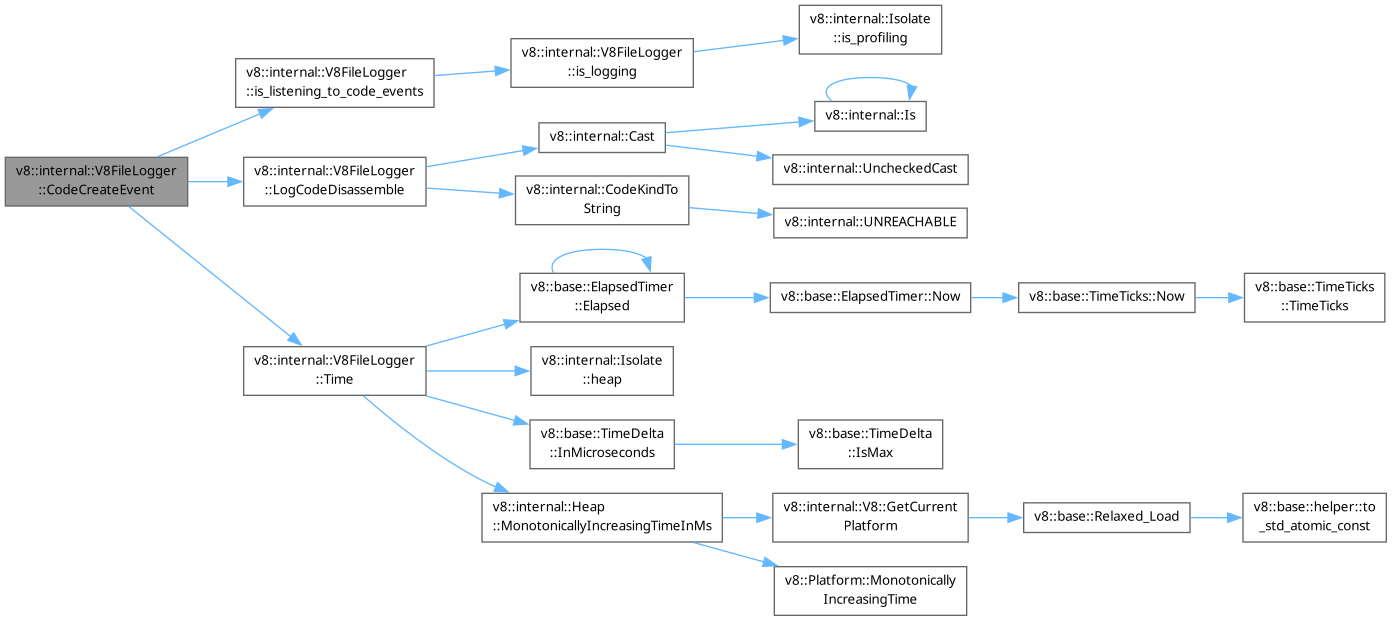 v8::internal::V8FileLogger
::CodeCreateEvent
v8::internal::V8FileLogger
::is_listening_to_code_events
v8::internal::V8FileLogger
::is_logging
v8::internal::Isolate
::is_profiling
v8::internal::V8FileLogger
::LogCodeDisassemble
v8::internal::Cast
v8::internal::Is
v8::internal::UncheckedCast
v8::internal::CodeKindTo
String
v8::internal::UNREACHABLE
v8::internal::V8FileLogger
::Time
v8::base::ElapsedTimer
::Elapsed
v8::base::ElapsedTimer::Now
v8::base::TimeTicks::Now
v8::base::TimeTicks
::TimeTicks
v8::internal::Isolate
::heap
v8::base::TimeDelta
::InMicroseconds
v8::base::TimeDelta
::IsMax
v8::internal::Heap
::MonotonicallyIncreasingTimeInMs
v8::internal::V8::GetCurrent
Platform
v8::base::Relaxed_Load
v8::base::helper::to
_std_atomic_const
v8::Platform::Monotonically
IncreasingTime